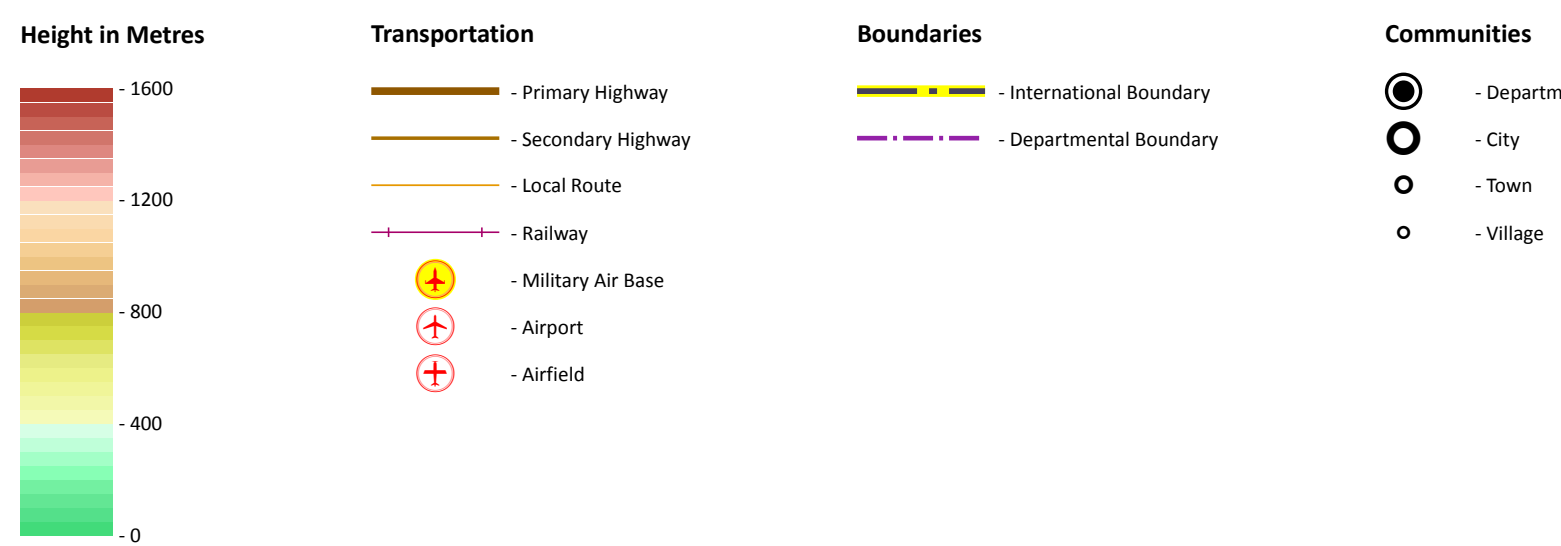 Height in Metres
- 1600
- 1200
- 800
- 400
- 0
Transportation
- Primary Highway
- Secondary Highway
- Local Route
- Railway
- Military Air Base
- Airport
- Airfield
Boundaries
- International Boundary
- Departmental Boundary
Communities
- Departm
- City
- Town
- Village